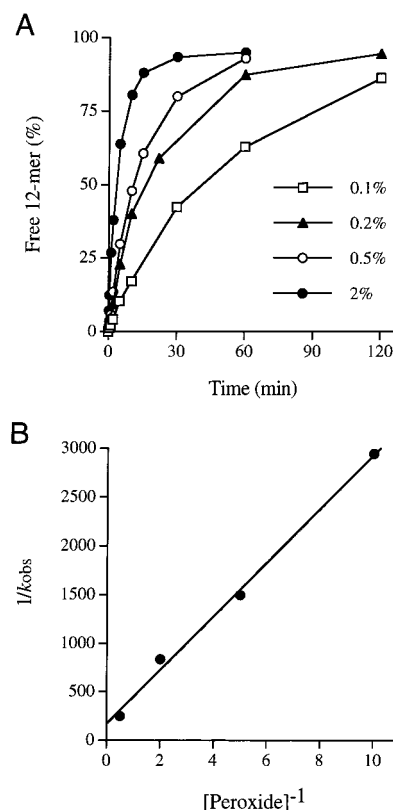 A
Free 12-mer (%)
100
75
50
25
0
0.1%
0.2%
0.5%
2%
0 30 60 90 120
Time (min)
B
1/kobs
3000
2500
2000
1500
1000
500
0
0 2 4 6 8 10
[Peroxide]-1